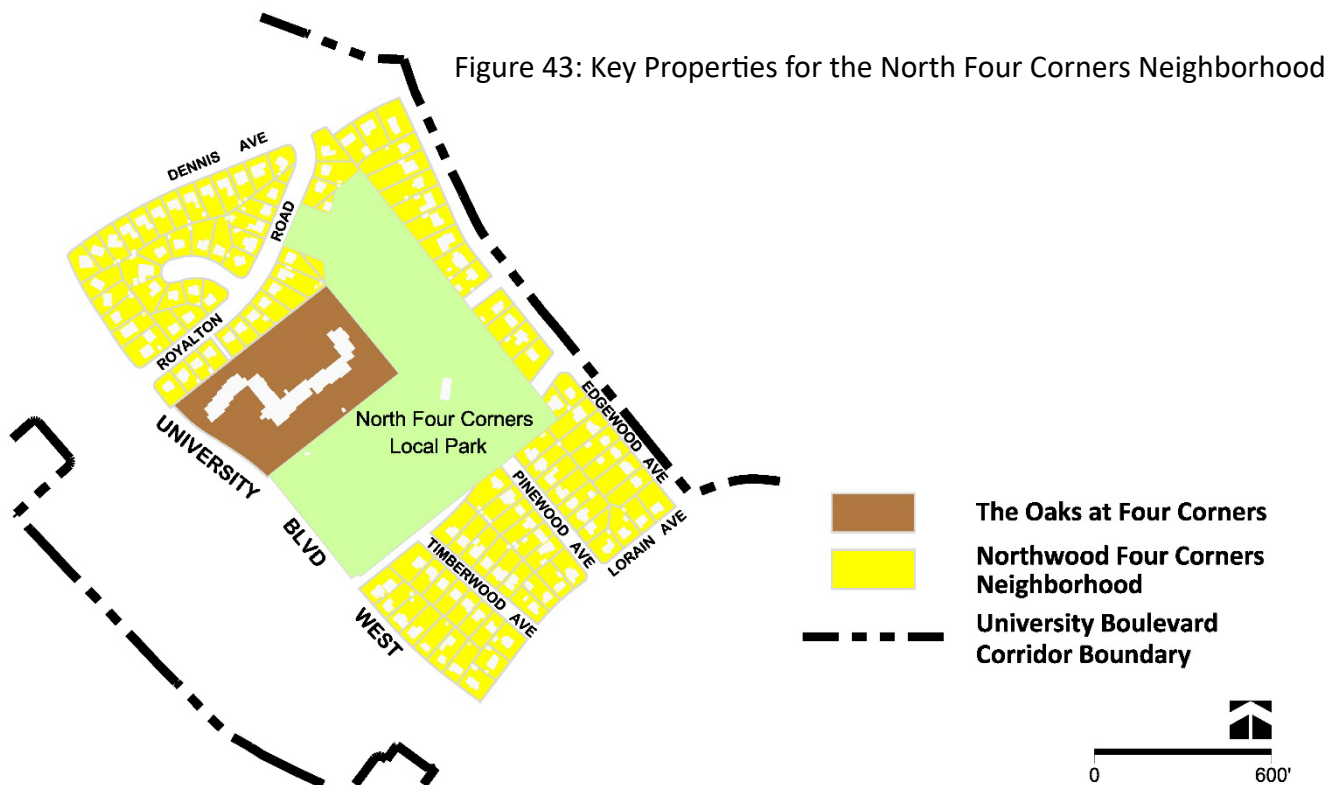 Figure 43: Key Properties for the North Four Corners Neighborhood
DENNIS AVE
ROAD
ROYALTON
UNIVERSITY
BLVD
WEST
North Four Corners
Local Park
EDGEWOOD AVE
PINEWOOD AVE
LORAIN AVE
TIMBERWOOD AVE
The Oaks at Four Corners
Northwood Four Corners
Neighborhood
University Boulevard
Corridor Boundary
0 600'